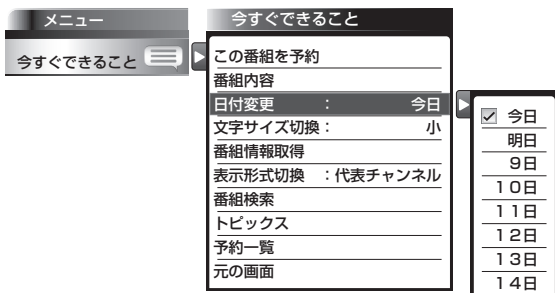 メニュー
今すぐできること
今すぐできること
この番組を予約
番組内容
日付変更　：　今日
文字サイズ切換：　小
番組情報取得
表示形式切換　：代表チャンネル
番組検索
トピックス
予約一覧
元の画面
今日
明日
９日
１０日
１１日
１２日
１３日
１４日